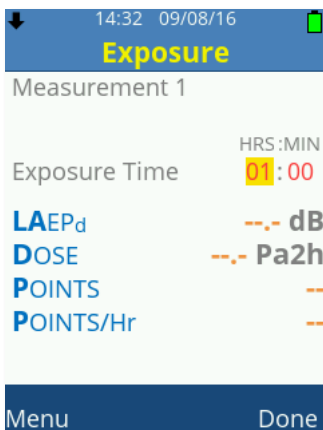 14:32 09/08/16
Exposure
Measurement 1
HRS:MIN
Exposure Time 01:00
LAEPd --.- dB
DOSE --.- Pa2h
POINTS --
POINTS/Hr --
Menu Done